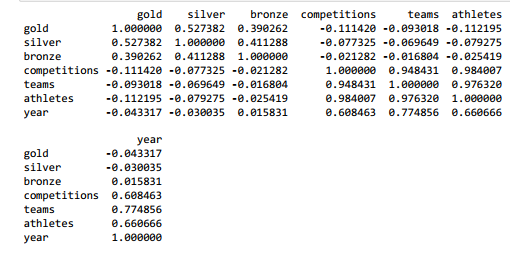 gold silver bronze competitions teams athletes
gold 1.000000 0.527382 0.390262 -0.111420 -0.093018 -0.112195
silver 0.527382 1.000000 0.411288 -0.077325 -0.069649 -0.079275
bronze 0.390262 0.411288 1.000000 -0.021282 -0.016804 -0.025419
competitions -0.111420 -0.077325 -0.021282 1.000000 0.948431 0.984007
teams -0.093018 -0.069649 -0.016804 0.948431 1.000000 0.976320
athletes -0.112195 -0.079275 -0.025419 0.984007 0.976320 1.000000
year -0.043317 -0.030035 0.015831 0.608463 0.774856 0.660666
year
gold -0.043317
silver -0.030035
bronze 0.015831
competitions 0.608463
teams 0.774856
athletes 0.660666
year 1.000000